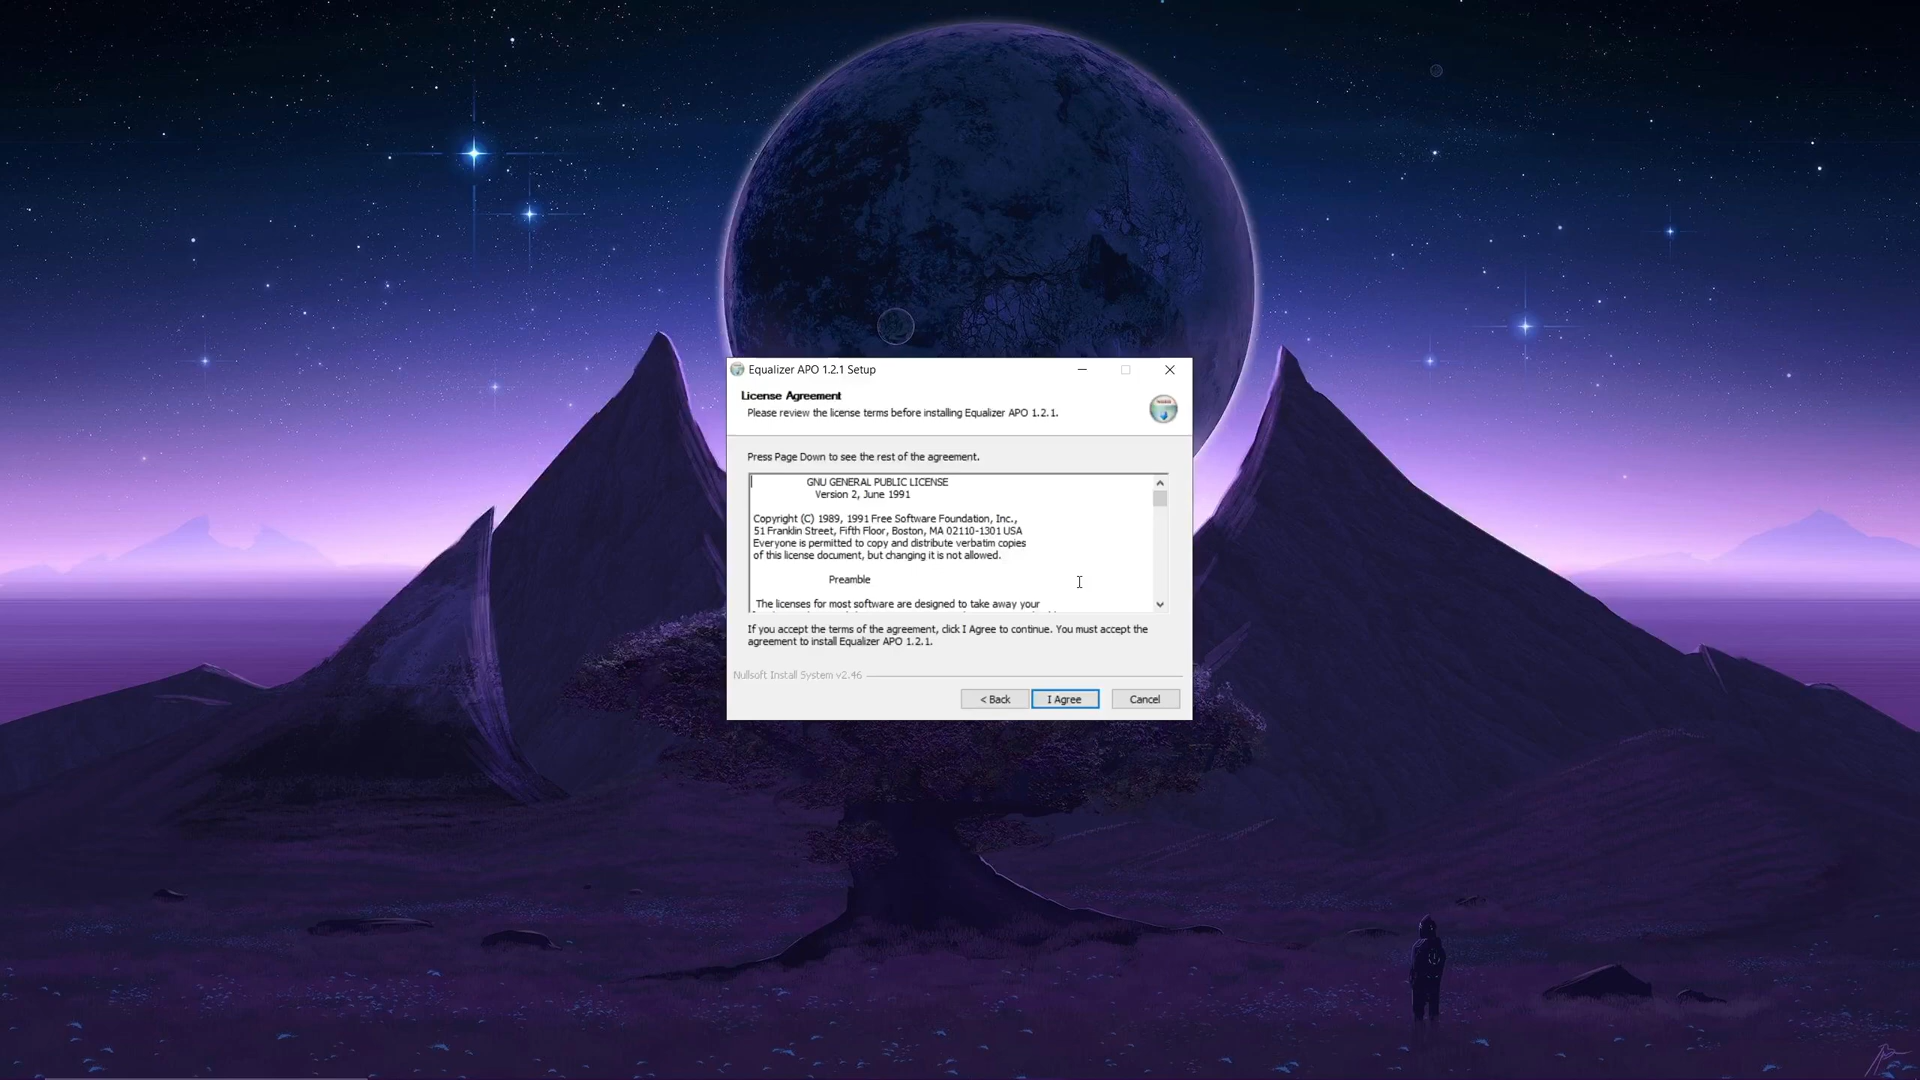 Equalizer APO 1.2.1 Setup
License Agreement
Please review the license terms before installing Equalizer APO 1.2.1.
Press Page Down to see the rest of the agreement.
GNU GENERAL PUBLIC LICENSE
Version 2, June 1991
Copyright (C) 1989, 1991 Free Software Foundation, Inc.,
51 Franklin Street, Fifth Floor, Boston, MA 02110-1301 USA
Everyone is permitted to copy and distribute verbatim copies
of this license document, but changing it is not allowed.
Preamble
The licenses for most software are designed to take away your
If you accept the terms of the agreement, click I Agree to continue. You must accept the
agreement to install Equalizer APO 1.2.1.
Nullsoft Install System v2.46
< Back
I Agree
Cancel